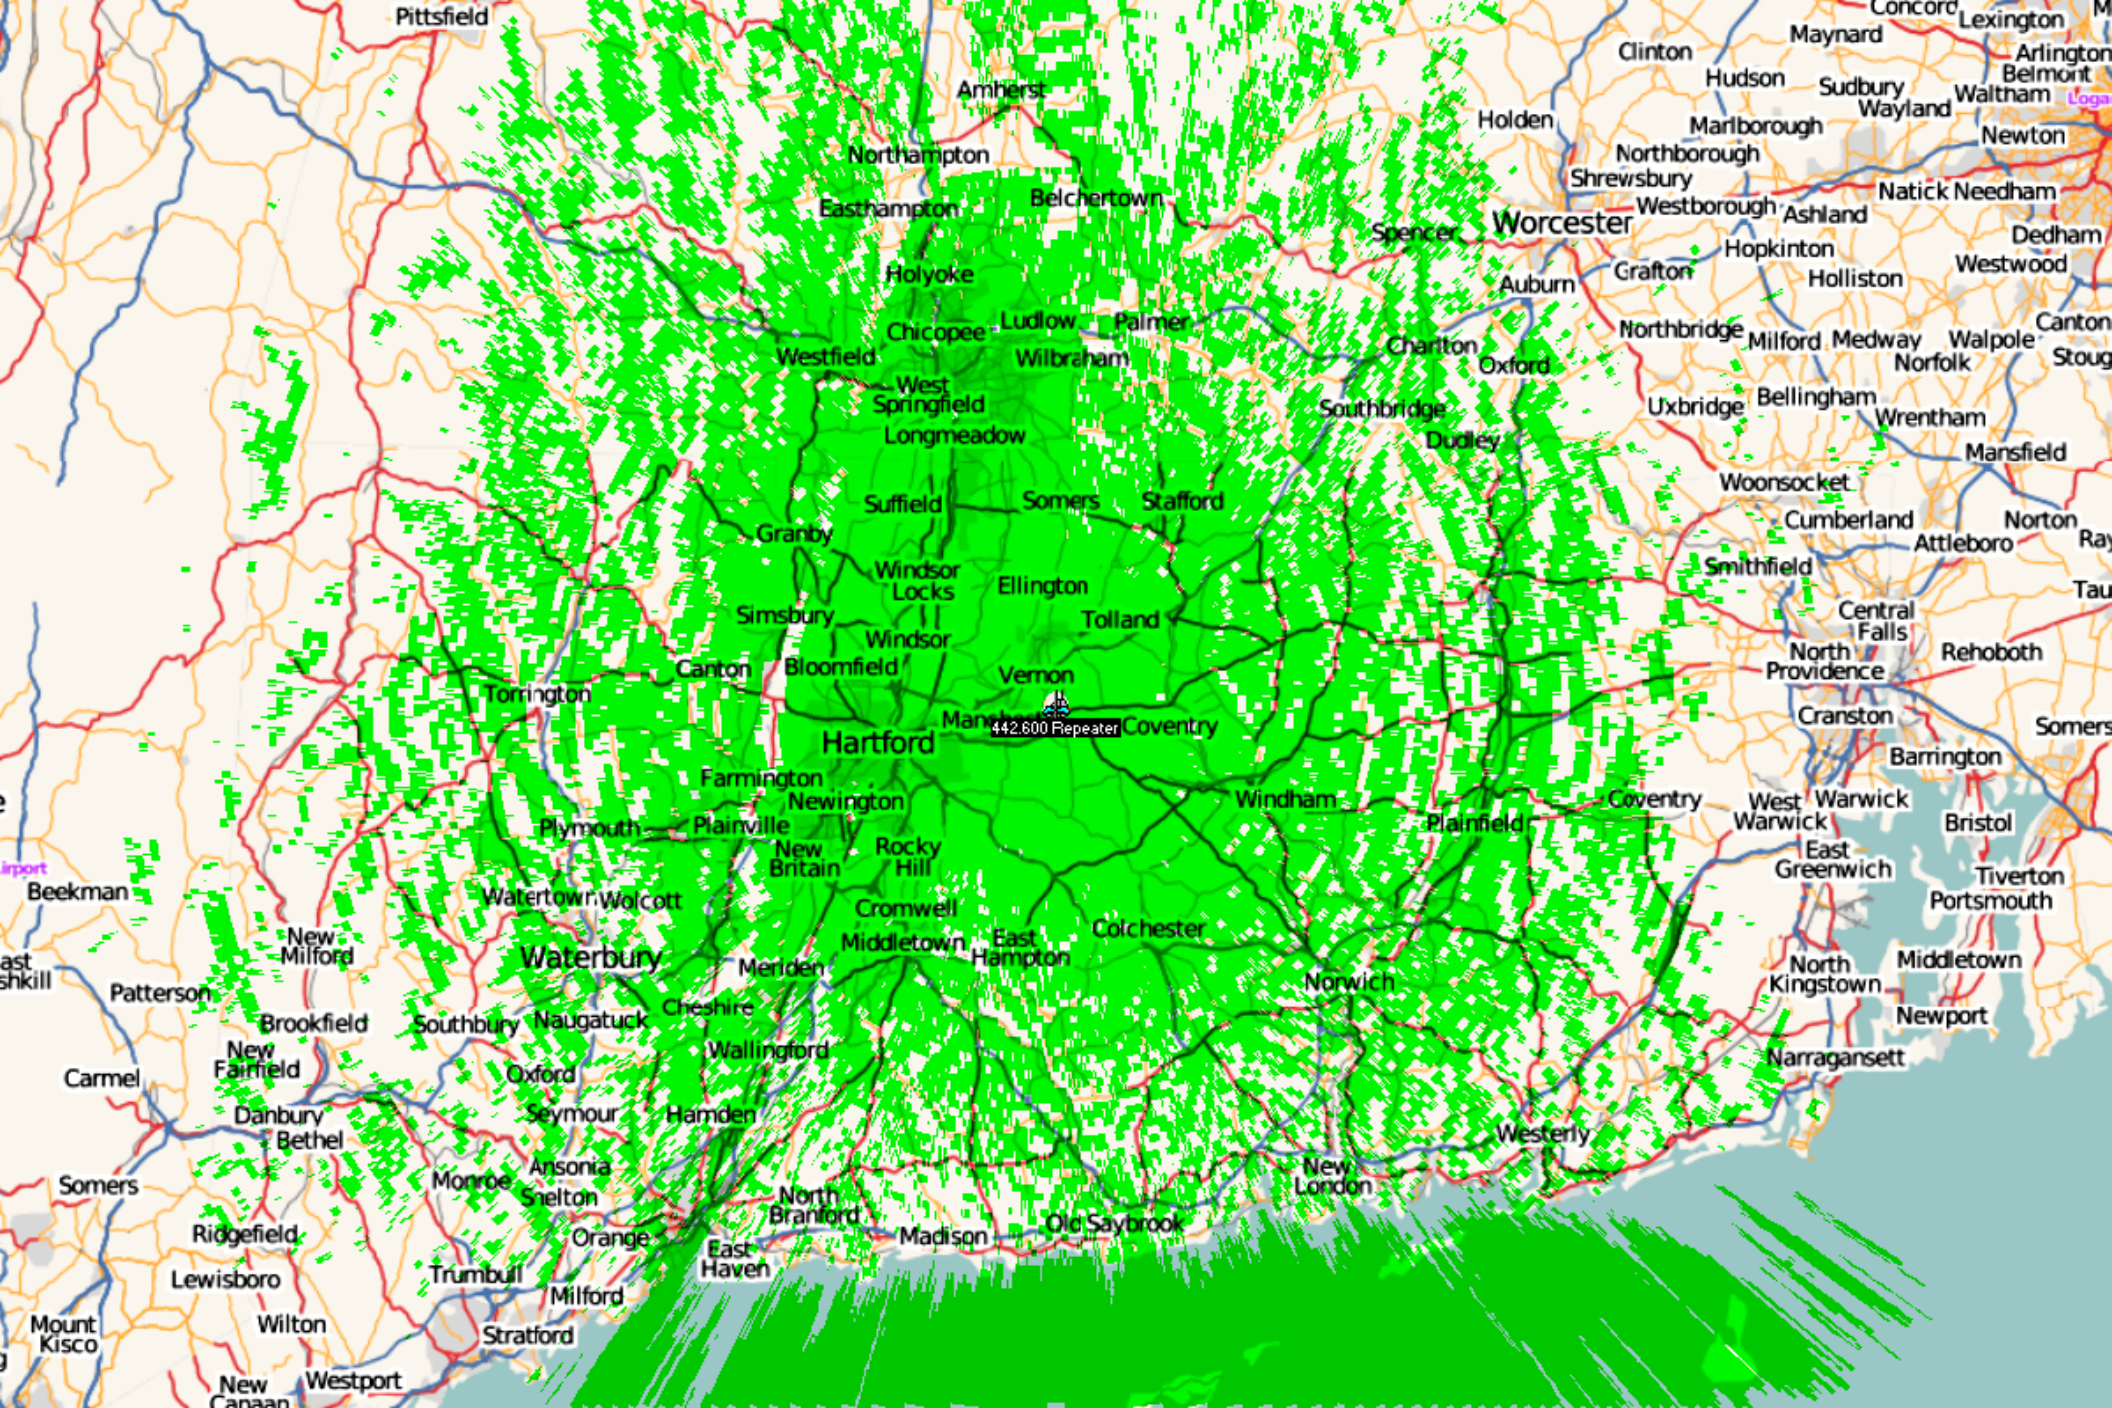 Pittsfield
Concord
Lexington
Maynard
Clinton
Arlington
Belmont
Hudson
Sudbury
Waltham
Amherst
Wayland
Holden
Marlborough
Newton
Northampton
Northborough
Shrewsbury
Natick
Needham
Belchertown
Easthampton
Westborough
Ashland
Worcester
Spencer
Dedham
Hopkinton
Westwood
Holyoke
Grafton
Holliston
Auburn
Ludlow
Palmer
Canton
Chicopee
Northbridge
Milford
Medway
Walpole
Westfield
Wilbraham
Charlton
Oxford
Norfolk
West
Springfield
Southbridge
Uxbridge
Bellingham
Wrentham
Longmeadow
Dudley
Mansfield
Woonsocket
Suffield
Somers
Stafford
Cumberland
Norton
Granby
Attleboro
Smithfield
Windsor
Locks
Ellington
Central
Falls
Simsbury
Tolland
Windsor
North
Providence
Rehoboth
Canton
Bloomfield
Vernon
Torrington
442.600 Repeater
Coventry
Cranston
Somers
Hartford
Barrington
Farmington
Newington
Windham
Coventry
West
Warwick
Warwick
Plymouth
Plainville
Plainfield
Bristol
New
Britain
Rocky
Hill
East
Greenwich
irport
Beekman
Tiverton
Watertown
Wolcott
Portsmouth
Cromwell
Colchester
New
Milford
Middletown
East
Hampton
Waterbury
Meriden
Middletown
ast
shkill
North
Kingstown
Norwich
Patterson
Cheshire
Newport
Brookfield
Southbury
Naugatuck
New
Fairfield
Wallingford
Narragansett
Carmel
Oxford
Danbury
Seymour
Hamden
Bethel
Westerly
Ansonia
Monroe
Shelton
New
London
Somers
North
Branford
Ridgefield
Orange
Madison
Old Saybrook
East
Haven
Lewisboro
Trumbull
Milford
Mount
Kisco
Wilton
Stratford
New
Canaan
Westport